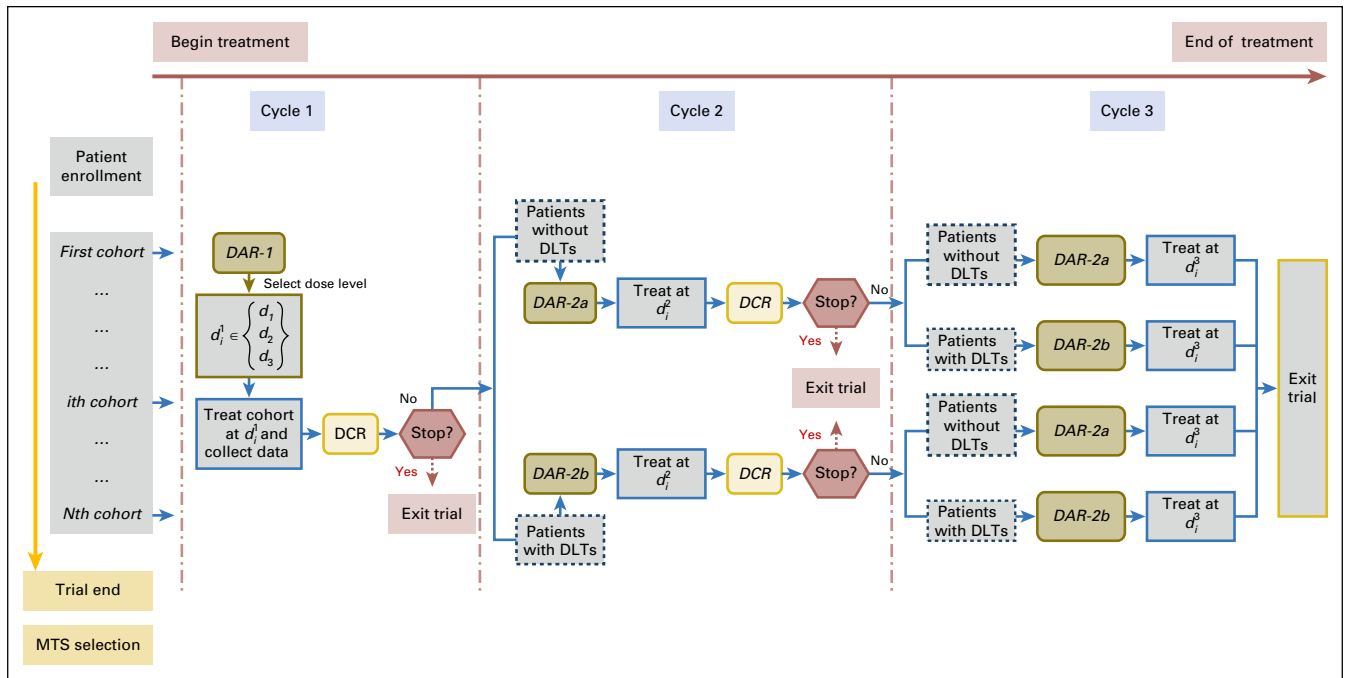 Begin treatment
End of treatment
Cycle 1
Cycle 2
Cycle 3
Patient
enrollment
First cohort
...
...
...
ith cohort
...
...
Nth cohort
Trial end
MTS selection
DAR-1
Select dose level
d_i^1 ∈ { d_1
d_2
d_3 }
Treat cohort
at d_i^1 and
collect data
DCR
Stop?
No
Yes
Exit trial
Patients
without
DLTs
DAR-2a
Treat at
d_i^2
DCR
Stop?
No
Yes
Exit trial
Yes
DAR-2b
Treat at
d_i^2
DCR
Stop?
No
Patients
with DLTs
Patients
without
DLTs
DAR-2a
Treat at
d_i^3
Patients
with DLTs
DAR-2b
Treat at
d_i^3
Patients
without
DLTs
DAR-2a
Treat at
d_i^3
Patients
with DLTs
DAR-2b
Treat at
d_i^3
Exit
trial